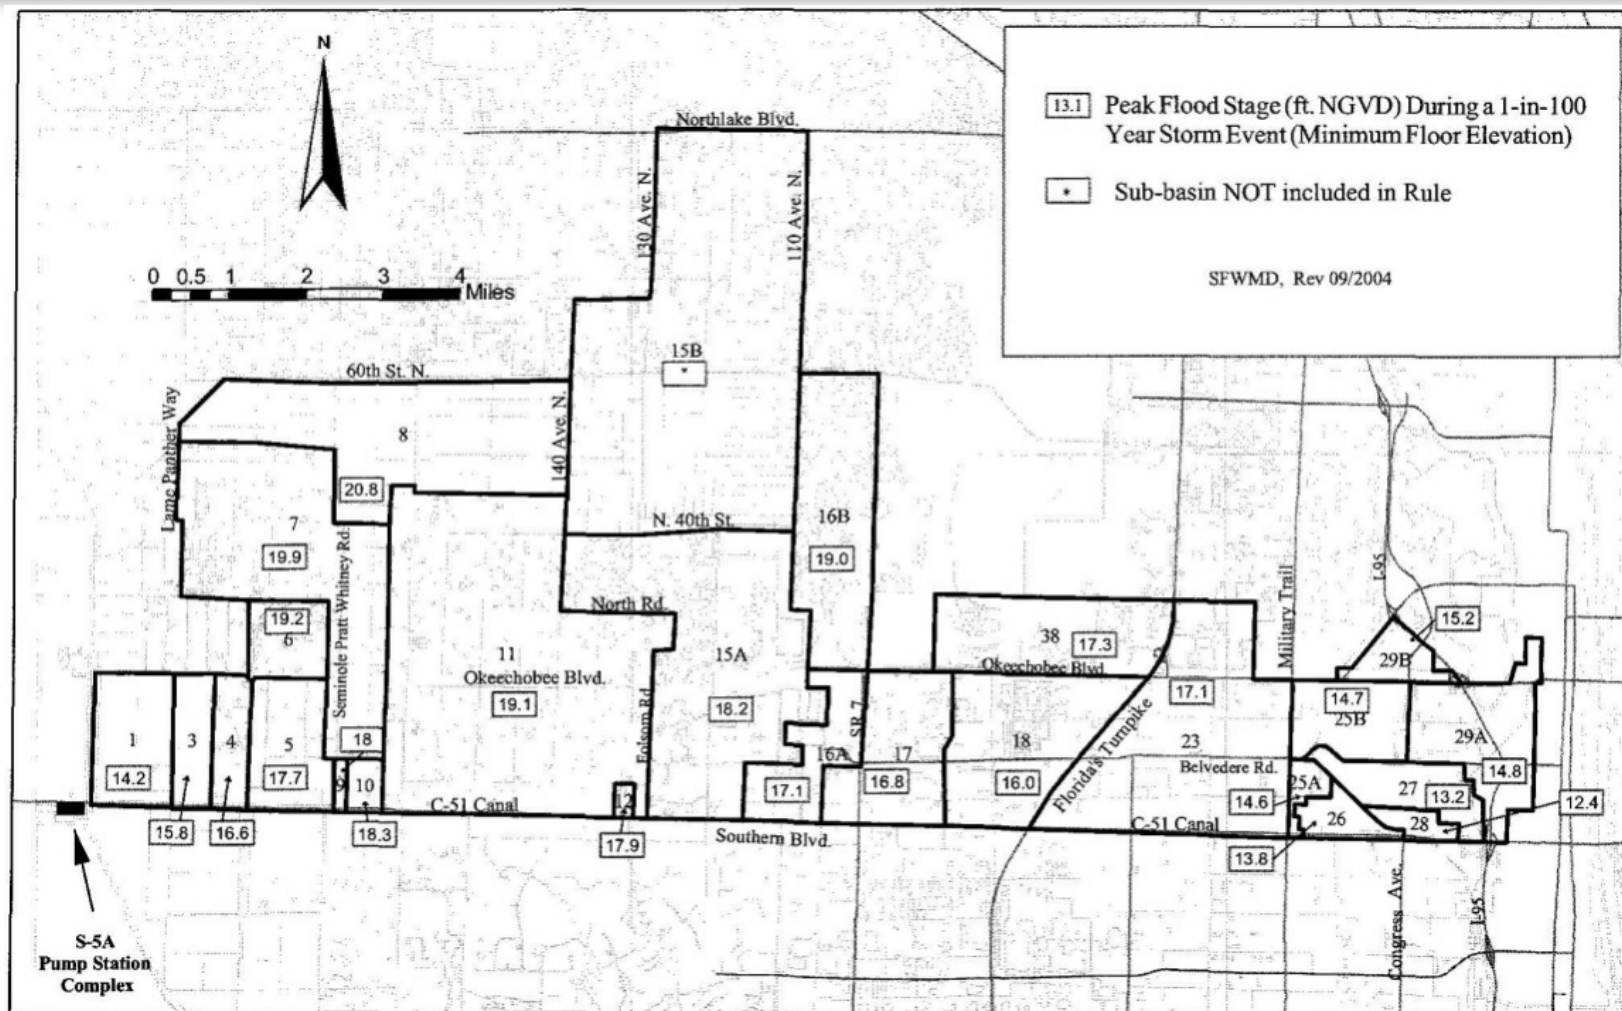 N
Northlake Blvd.
13.1 Peak Flood Stage (ft. NGVD) During a 1-in-100
Year Storm Event (Minimum Floor Elevation)
* Sub-basin NOT included in Rule
SFWMD, Rev 09/2004
130 Ave. N.
110 Ave. N.
0 0.5 1 2 3 4
Miles
15B
*
60th St. N.
Lame Panther Way
8
140 Ave. N.
20.8
7
19.9
N. 40th St.
16B
19.0
Seminole Pratt Whitney Rd.
19.2
6
North Rd.
Military Trail
I-95
15.2
29B
38
17.3
Okeechobee Blvd.
11
Okeechobee Blvd.
19.1
15A
18.2
Folsom Rd
SR 7
17.1
14.7
25B
29A
1
14.2
3
4
5
17.7
18
9
10
16A
17.1
17
16.8
18
16.0
Florida's Turnpike
23
Belvedere Rd.
25A
14.6
27
13.2
14.8
12.4
26
28
13.8
12
17.9
C-51 Canal
Southern Blvd.
C-51 Canal
15.8
16.6
18.3
Congress Ave.
I-95
S-5A
Pump Station
Complex